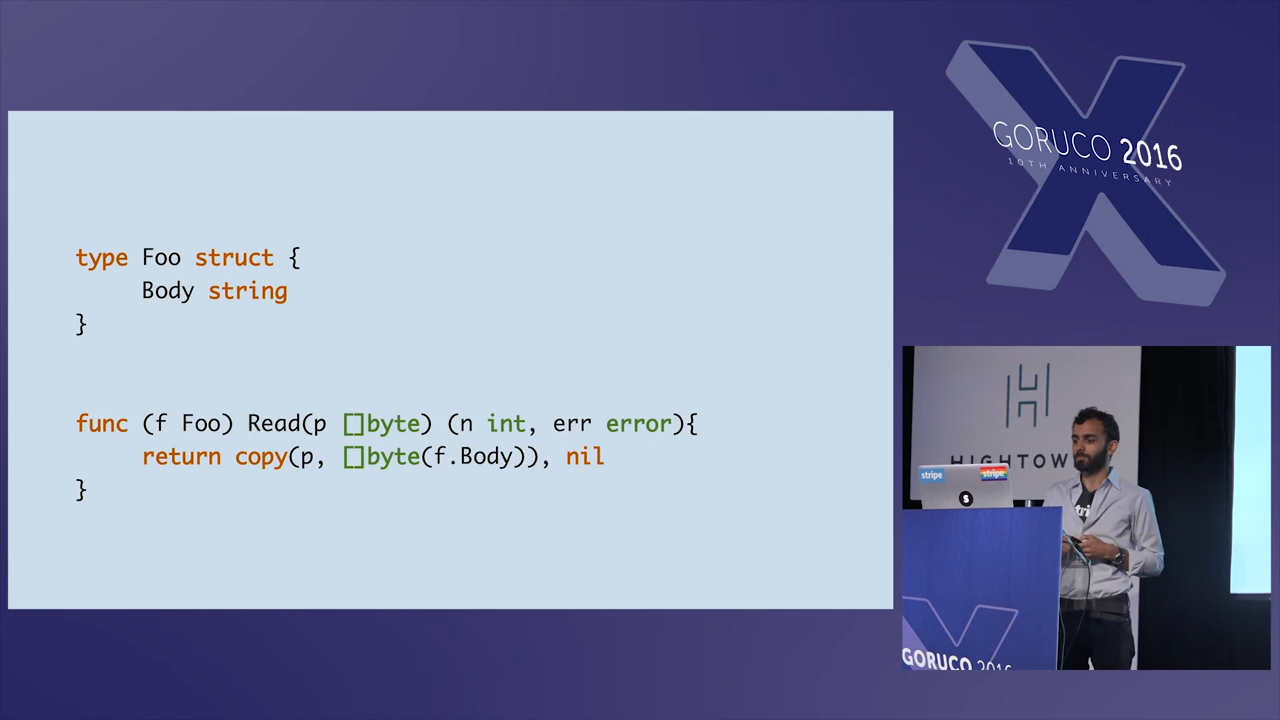 type Foo struct {
Body string
}
func (f Foo) Read(p []byte) (n int, err error){
return copy(p, []byte(f.Body)), nil
}
GORUCO 2016
10TH ANNIVERSARY
HIGHTOW
stripe
stripe
S
GORUCO 2016